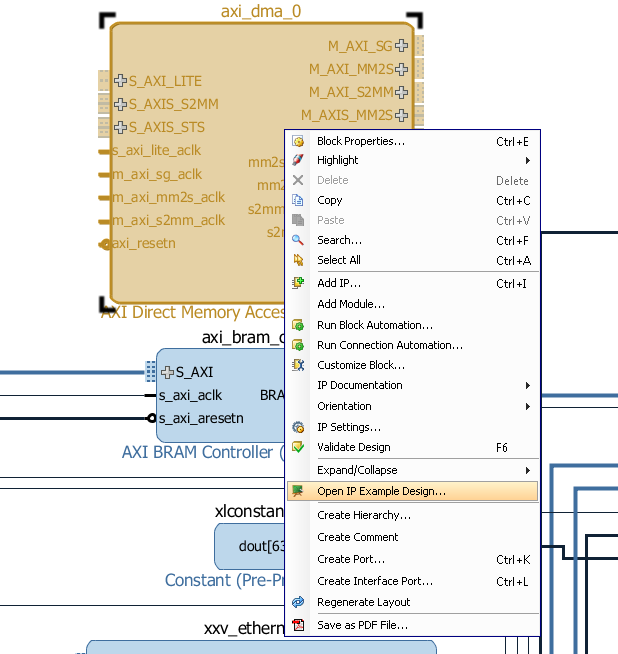 axi_dma_0
M_AXI_SG
M_AXI_MM2S
S_AXI_LITE
M_AXI_S2MM
S_AXIS_S2MM
M_AXIS_MM2S
S_AXIS_STS
s_axi_lite_aclk
mm2s
m_axi_sg_aclk
mm2
m_axi_mm2s_aclk
s2mm
m_axi_s2mm_aclk
s2
axi_resetn
AXI Direct Memory Acces
axi_bram_c
S_AXI
s_axi_aclk
BRA
s_axi_aresetn
AXI BRAM Controller (
xlconstan
dout[63
Constant (Pre-Pr
xxv_ethern
Block Properties... Ctrl+E
Highlight
Delete Delete
Copy Ctrl+C
Paste Ctrl+V
Search... Ctrl+F
Select All Ctrl+A
Add IP... Ctrl+I
Add Module...
Run Block Automation...
Run Connection Automation...
Customize Block...
IP Documentation
Orientation
IP Settings...
Validate Design F6
Expand/Collapse
Open IP Example Design...
Create Hierarchy...
Create Comment
Create Port... Ctrl+K
Create Interface Port... Ctrl+L
Regenerate Layout
Save as PDF File...